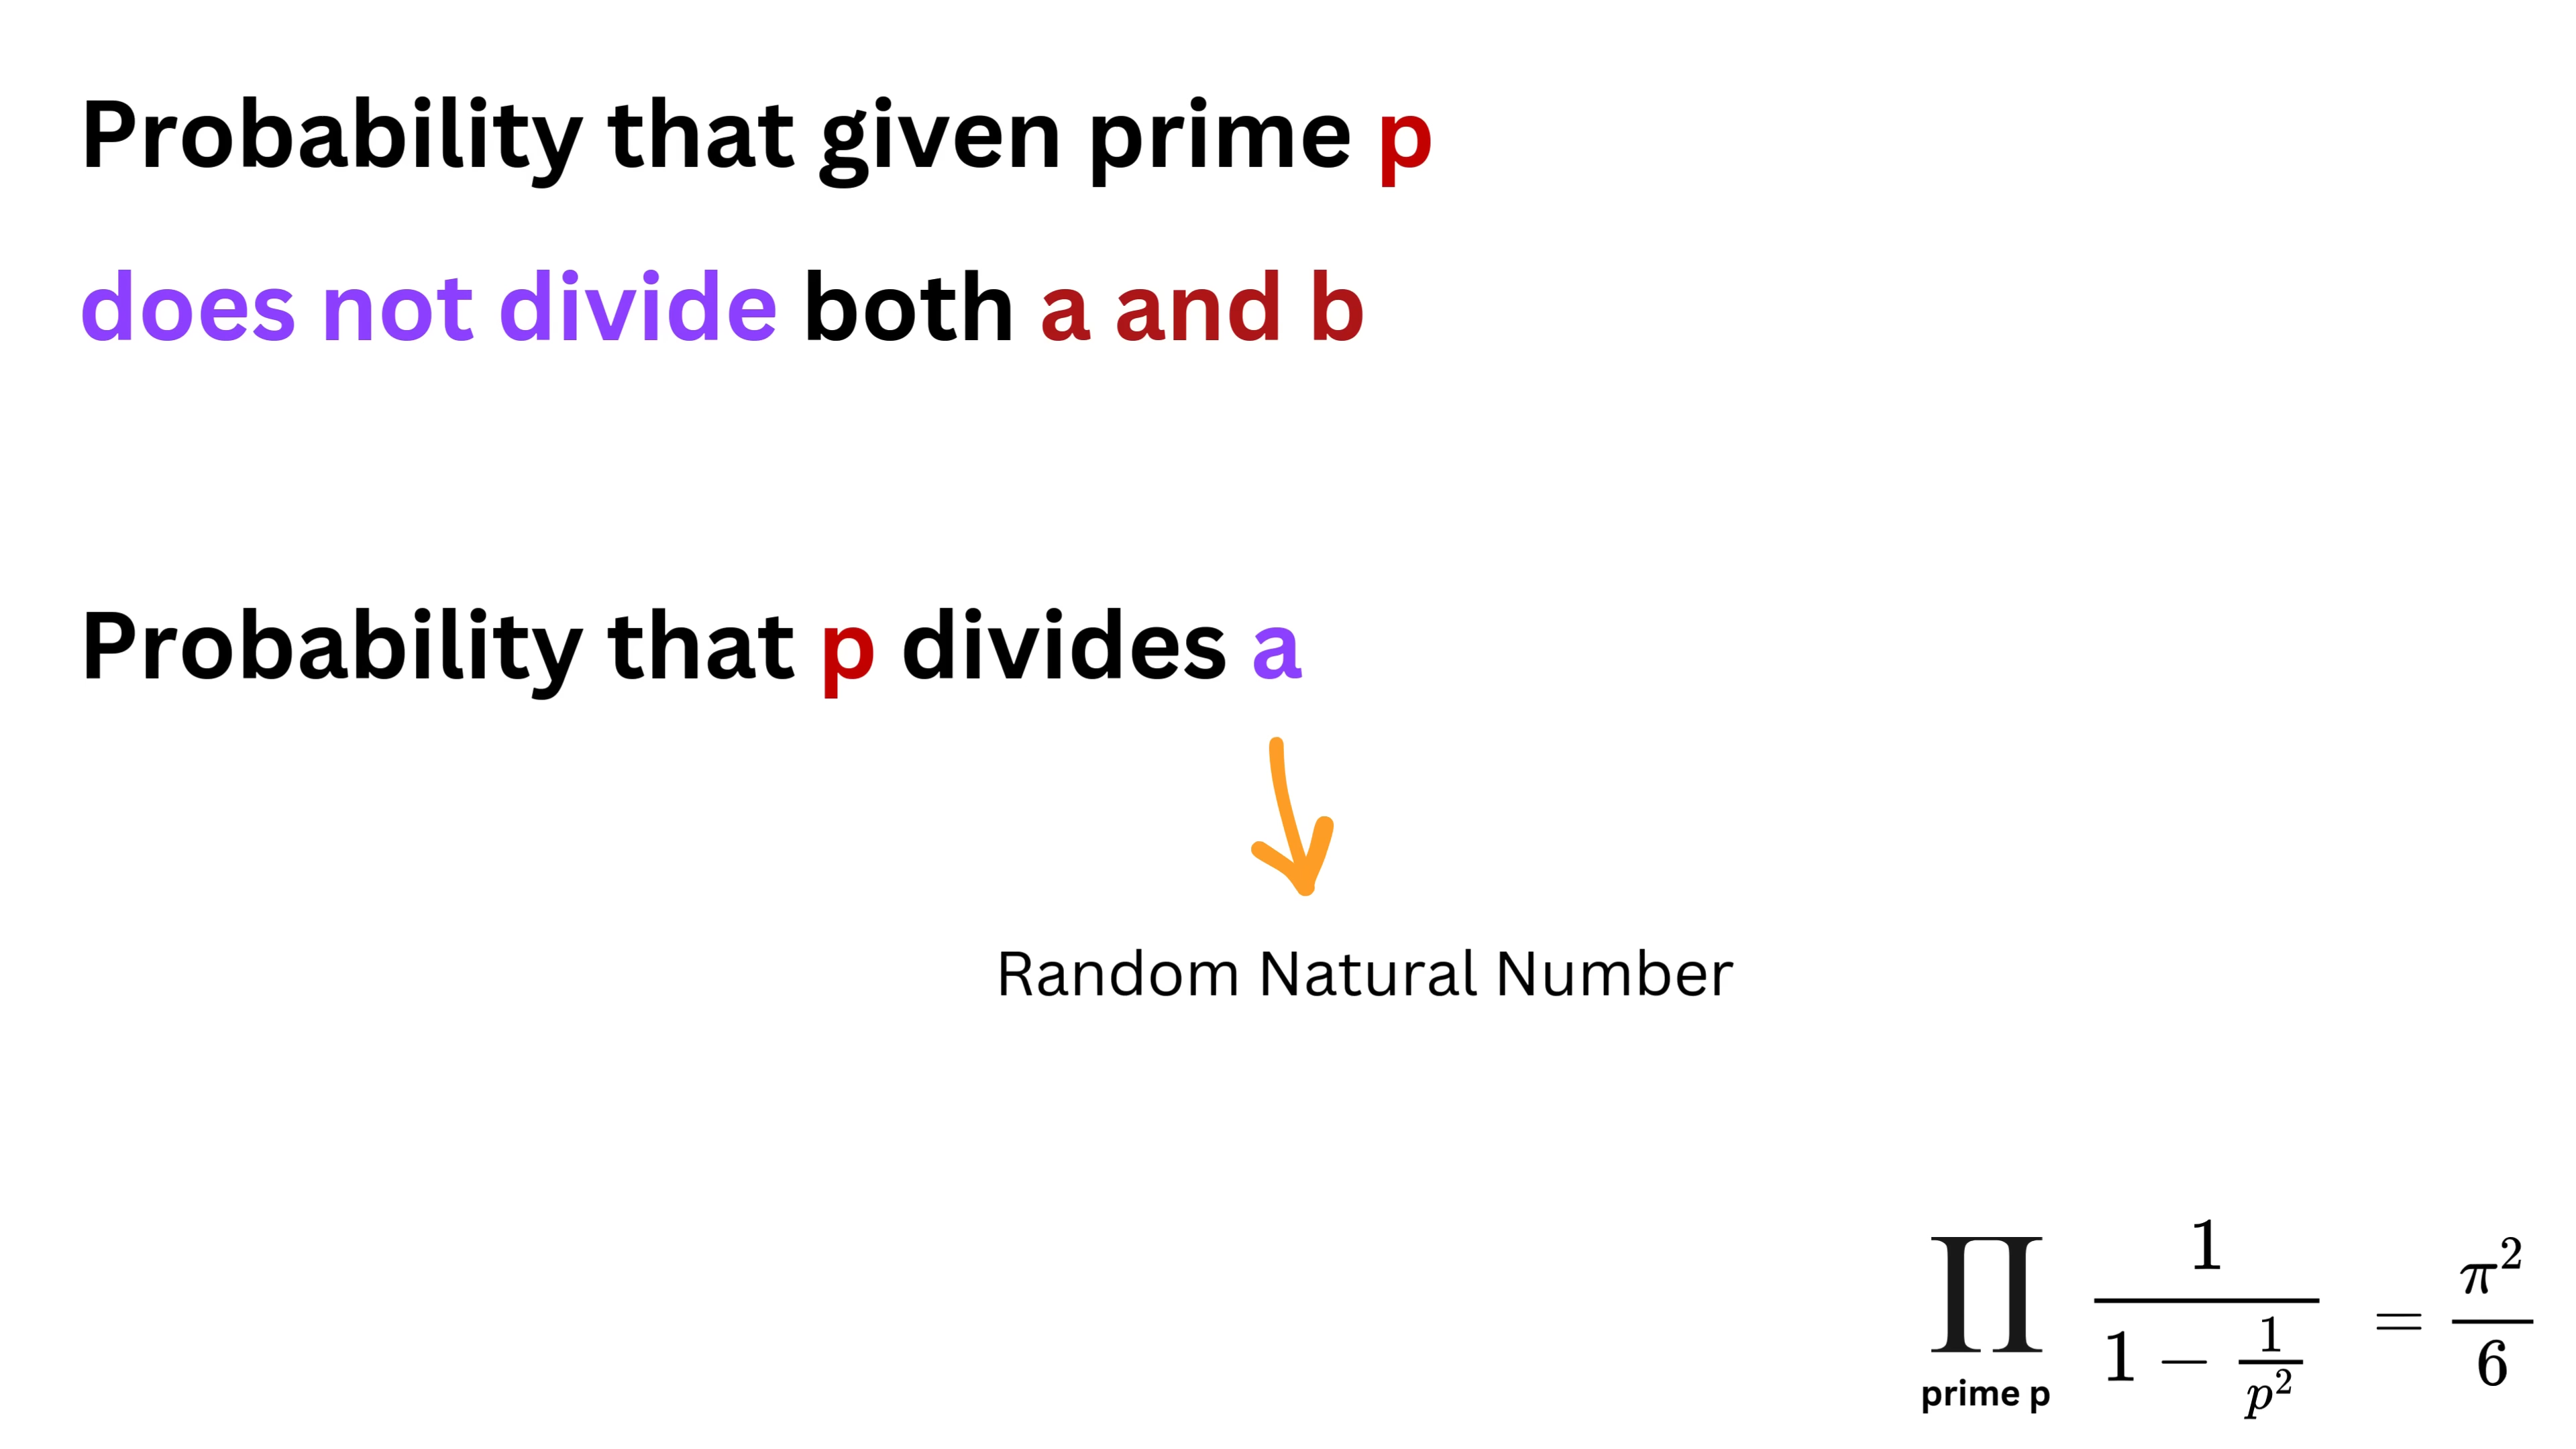 Probability that given prime p
does not divide both a and b
Probability that p divides a
Random Natural Number
∏ prime p 1 / (1 − 1/p²) = π²/6